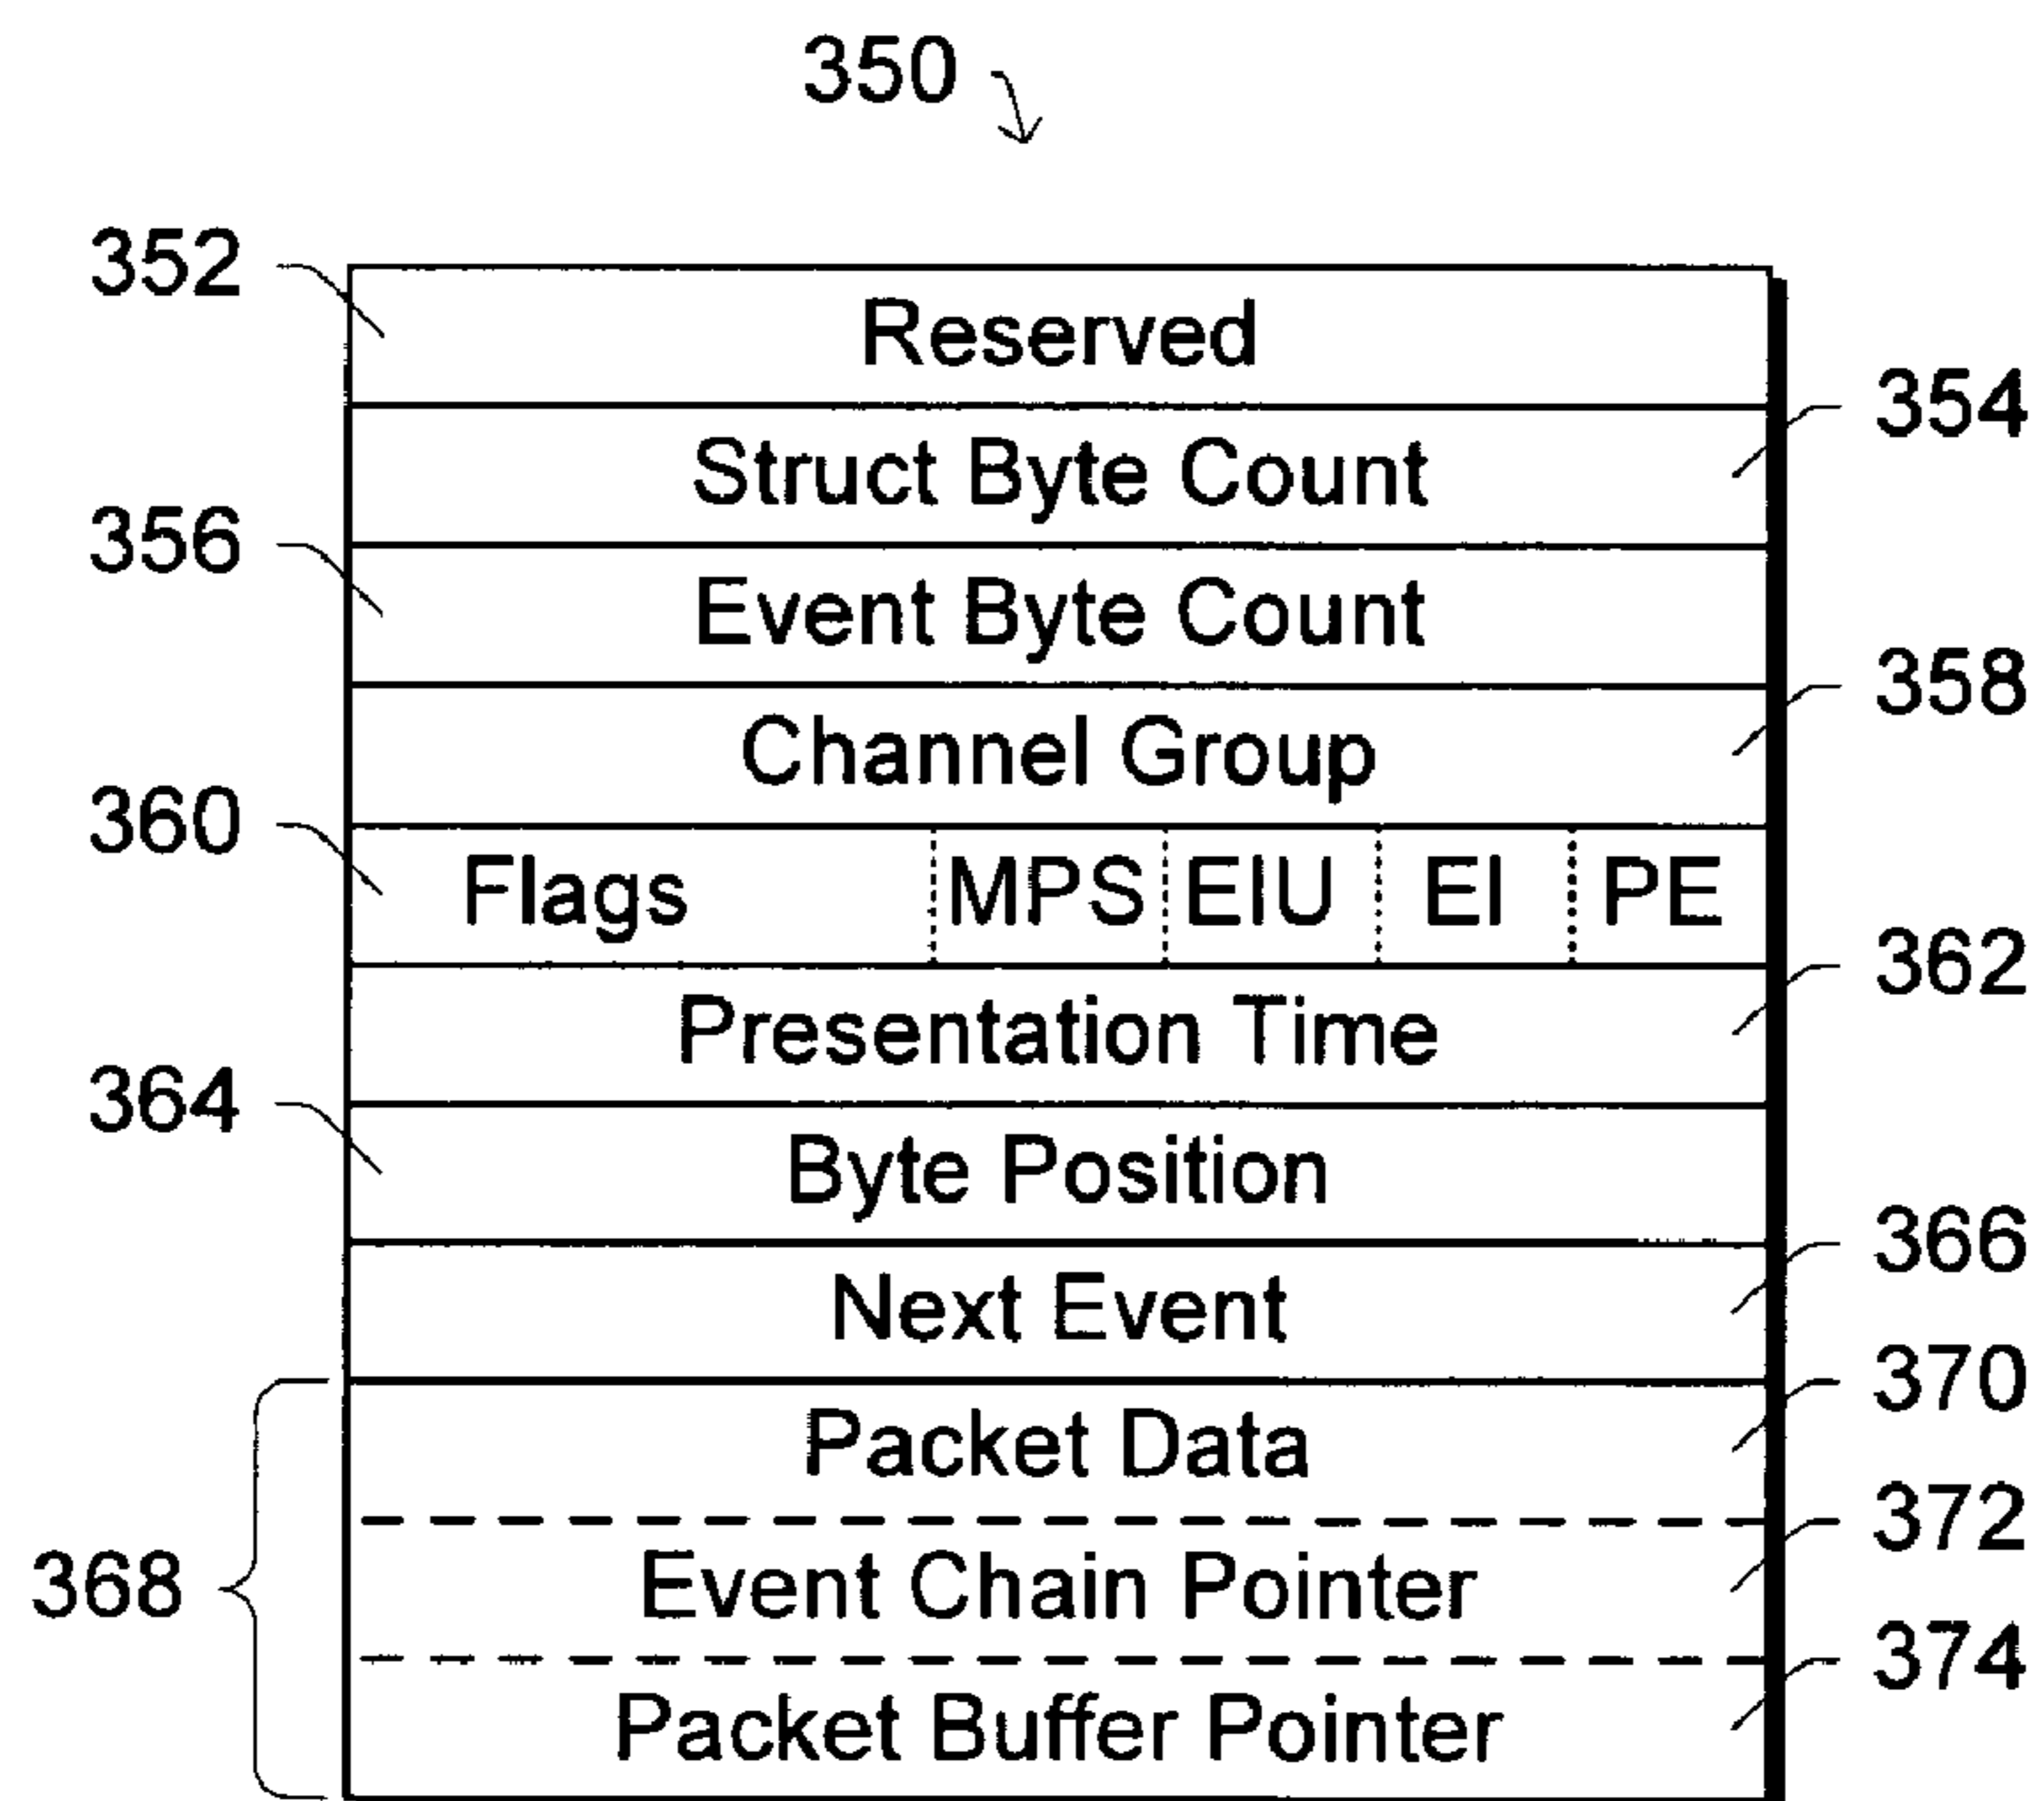 350
352
Reserved
354
Struct Byte Count
356
Event Byte Count
358
Channel Group
360
Flags MPS EIU EI PE
362
Presentation Time
364
Byte Position
366
Next Event
370
Packet Data
372
368
Event Chain Pointer
374
Packet Buffer Pointer